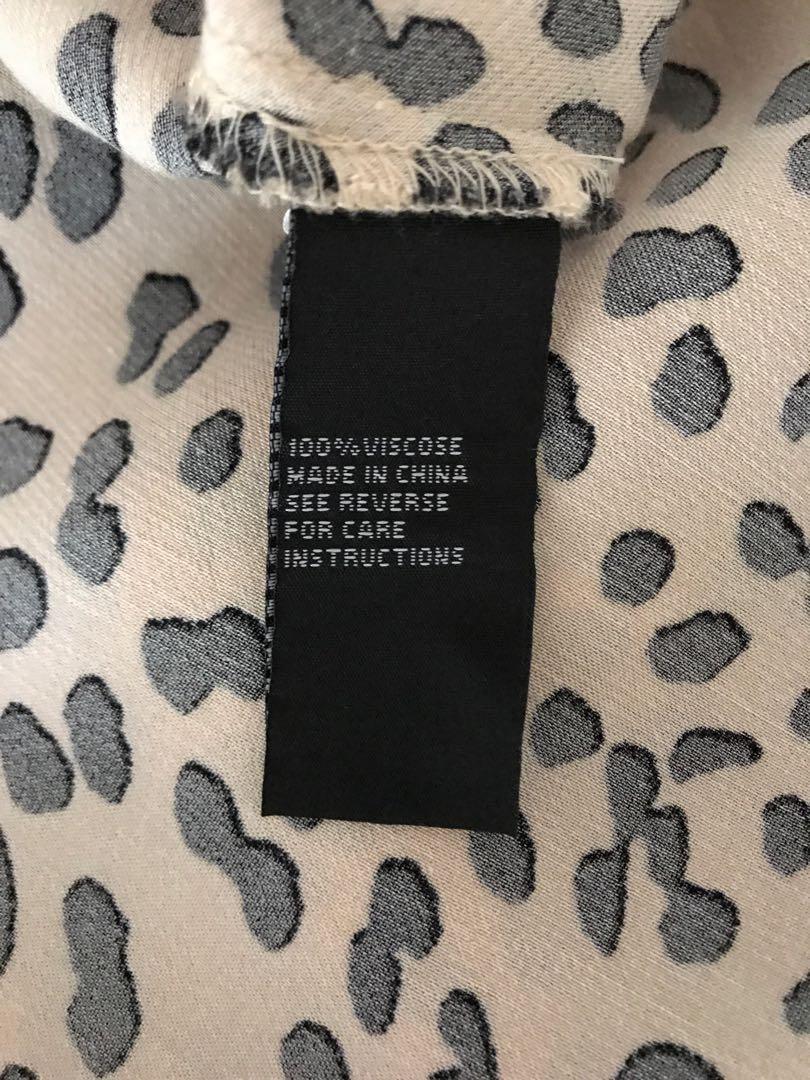 100%VISCOSE
MADE IN CHINA
SEE REVERSE
FOR CARE
INSTRUCTIONS